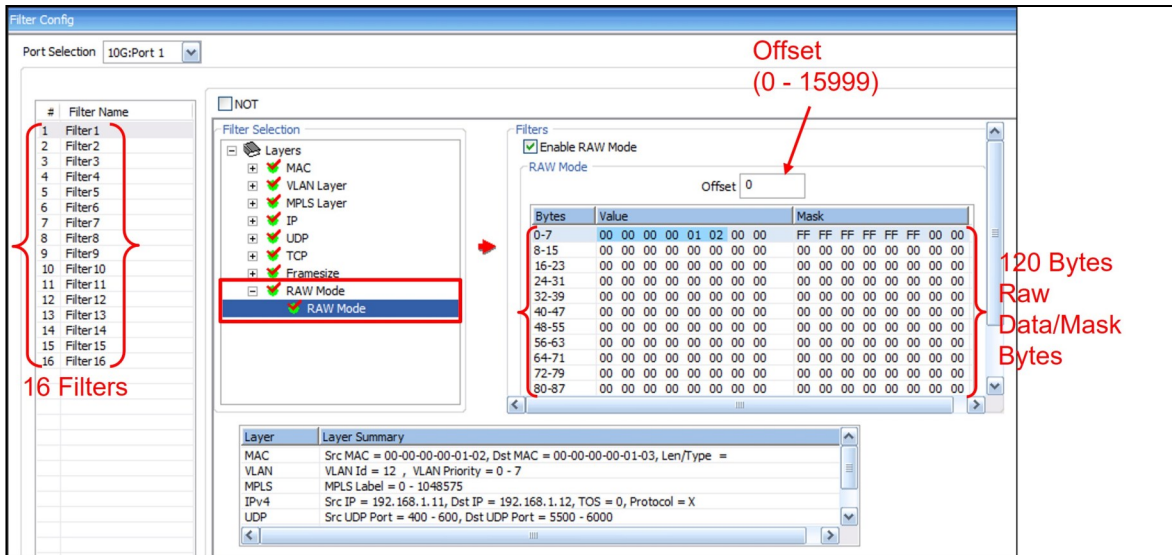 Filter Config
Port Selection 10G:Port 1
Offset
(0 - 15999)
# Filter Name
1 Filter1
2 Filter2
3 Filter3
4 Filter4
5 Filter5
6 Filter6
7 Filter7
8 Filter8
9 Filter9
10 Filter10
11 Filter11
12 Filter12
13 Filter13
14 Filter14
15 Filter15
16 Filter16
16 Filters
NOT
Filter Selection
Layers
MAC
VLAN Layer
MPLS Layer
IP
UDP
TCP
Framesize
RAW Mode
RAW Mode
Filters
Enable RAW Mode
RAW Mode
Offset 0
Bytes Value Mask
0-7 00 00 00 00 01 02 00 00 FF FF FF FF FF FF 00 00
8-15 00 00 00 00 00 00 00 00 00 00 00 00 00 00 00 00
16-23 00 00 00 00 00 00 00 00 00 00 00 00 00 00 00 00
24-31 00 00 00 00 00 00 00 00 00 00 00 00 00 00 00 00
32-39 00 00 00 00 00 00 00 00 00 00 00 00 00 00 00 00
40-47 00 00 00 00 00 00 00 00 00 00 00 00 00 00 00 00
48-55 00 00 00 00 00 00 00 00 00 00 00 00 00 00 00 00
56-63 00 00 00 00 00 00 00 00 00 00 00 00 00 00 00 00
64-71 00 00 00 00 00 00 00 00 00 00 00 00 00 00 00 00
72-79 00 00 00 00 00 00 00 00 00 00 00 00 00 00 00 00
80-87 00 00 00 00 00 00 00 00 00 00 00 00 00 00 00 00
120 Bytes
Raw
Data/Mask
Bytes
Layer Layer Summary
MAC Src MAC = 00-00-00-00-01-02, Dst MAC = 00-00-00-00-01-03, Len/Type =
VLAN VLAN Id = 12 , VLAN Priority = 0 - 7
MPLS MPLS Label = 0 - 1048575
IPv4 Src IP = 192.168.1.11, Dst IP = 192.168.1.12, TOS = 0, Protocol = X
UDP Src UDP Port = 400 - 600, Dst UDP Port = 5500 - 6000